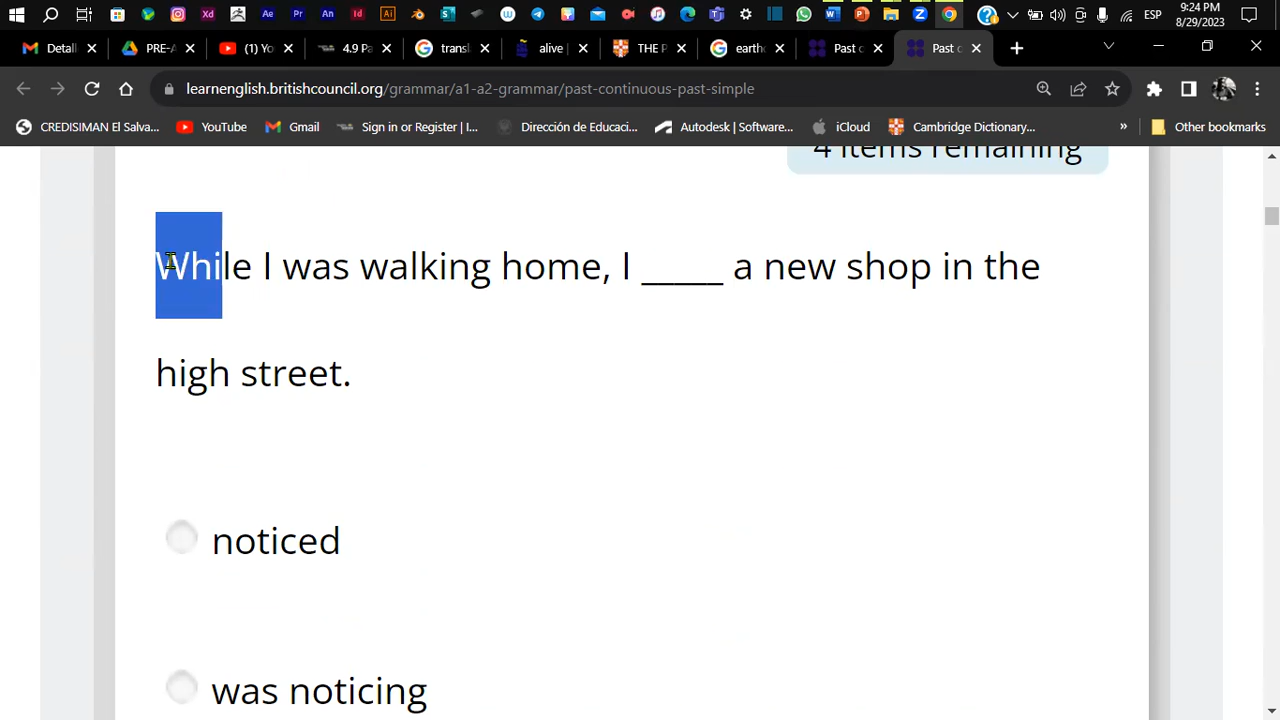 ESP
9:24 PM
8/29/2023
Detail
PRE-A
(1) Yo
4.9 Pa
transl
alive |
THE P
earth
Past c
Past c
learnenglish.britishcouncil.org/grammar/a1-a2-grammar/past-continuous-past-simple
CREDISIMAN El Salva...
YouTube
Gmail
Sign in or Register | I...
Dirección de Educaci...
Autodesk | Software...
iCloud
Cambridge Dictionary...
»
Other bookmarks
4 items remaining
While I was walking home, I _____ a new shop in the
high street.
noticed
was noticing